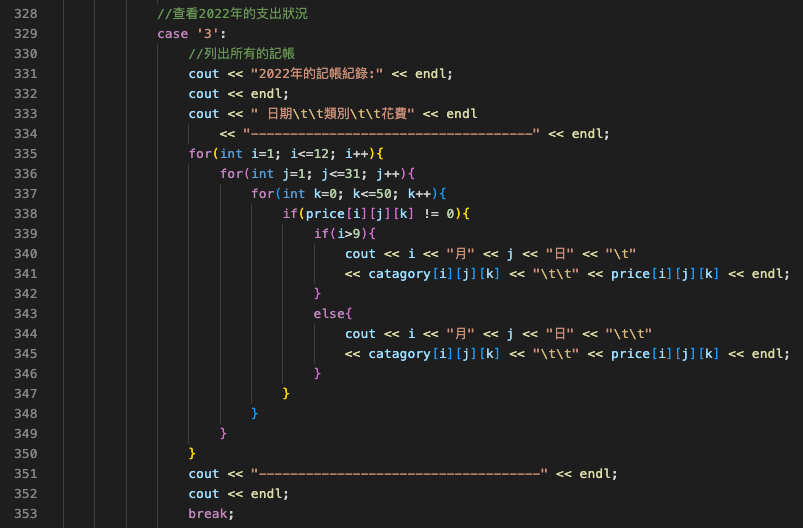 328 //查看2022年的支出狀況
329 case '3':
330 //列出所有的記帳
331 cout << "2022年的記帳紀錄:" << endl;
332 cout << endl;
333 cout << " 日期\t\t類別\t\t花費" << endl
334 << "------------------------------------" << endl;
335 for(int i=1; i<=12; i++){
336 for(int j=1; j<=31; j++){
337 for(int k=0; k<=50; k++){
338 if(price[i][j][k] != 0){
339 if(i>9){
340 cout << i << "月" << j << "日" << "\t"
341 << catagory[i][j][k] << "\t\t" << price[i][j][k] << endl;
342 }
343 else{
344 cout << i << "月" << j << "日" << "\t\t"
345 << catagory[i][j][k] << "\t\t" << price[i][j][k] << endl;
346 }
347 }
348 }
349 }
350 }
351 cout << "------------------------------------" << endl;
352 cout << endl;
353 break;